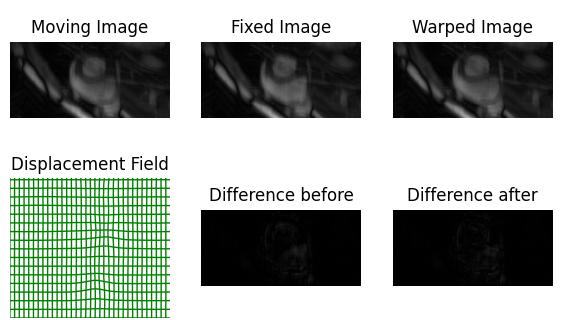 Moving Image
Fixed Image
Warped Image
Displacement Field
Difference before
Difference after